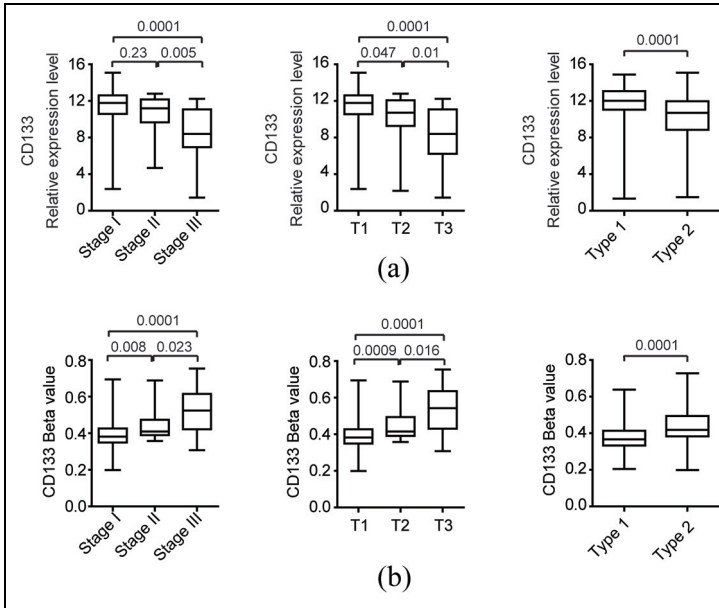 0.0001
0.23
0.005
CD133
Relative expression level
16
12
8
4
0
Stage I
Stage II
Stage III
0.0001
0.047
0.01
CD133
Relative expression level
16
12
8
4
0
T1
T2
T3
0.0001
CD133
Relative expression level
16
12
8
4
0
Type 1
Type 2
(a)
0.0001
0.008
0.023
CD133 Beta value
0.8
0.6
0.4
0.2
0.0
Stage I
Stage II
Stage III
0.0001
0.0009
0.016
CD133 Beta value
0.8
0.6
0.4
0.2
0.0
T1
T2
T3
0.0001
CD133 Beta value
0.8
0.6
0.4
0.2
0.0
Type 1
Type 2
(b)